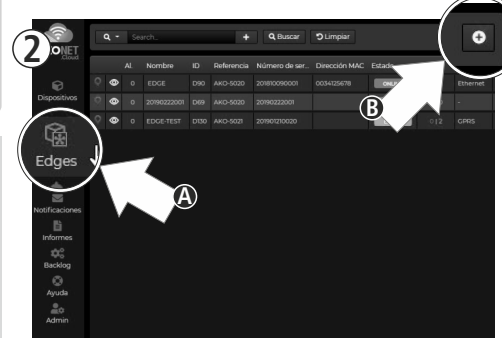 2
NET
.Cloud
Search...
Buscar
Limpiar
Al.
Nombre
ID
Referencia
Número de ser...
Dirección MAC
Estado
0
EDGE
D90
AKO-5020
201810090001
0034125678
Ethernet
0
20190222001
D69
AKO-5020
20190222001
-
0
EDGE-TEST
D130
AKO-5021
201901210020
0 | 2
GPRS
Dispositivos
Edges
Notificaciones
Informes
Backlog
Ayuda
Admin
A
B